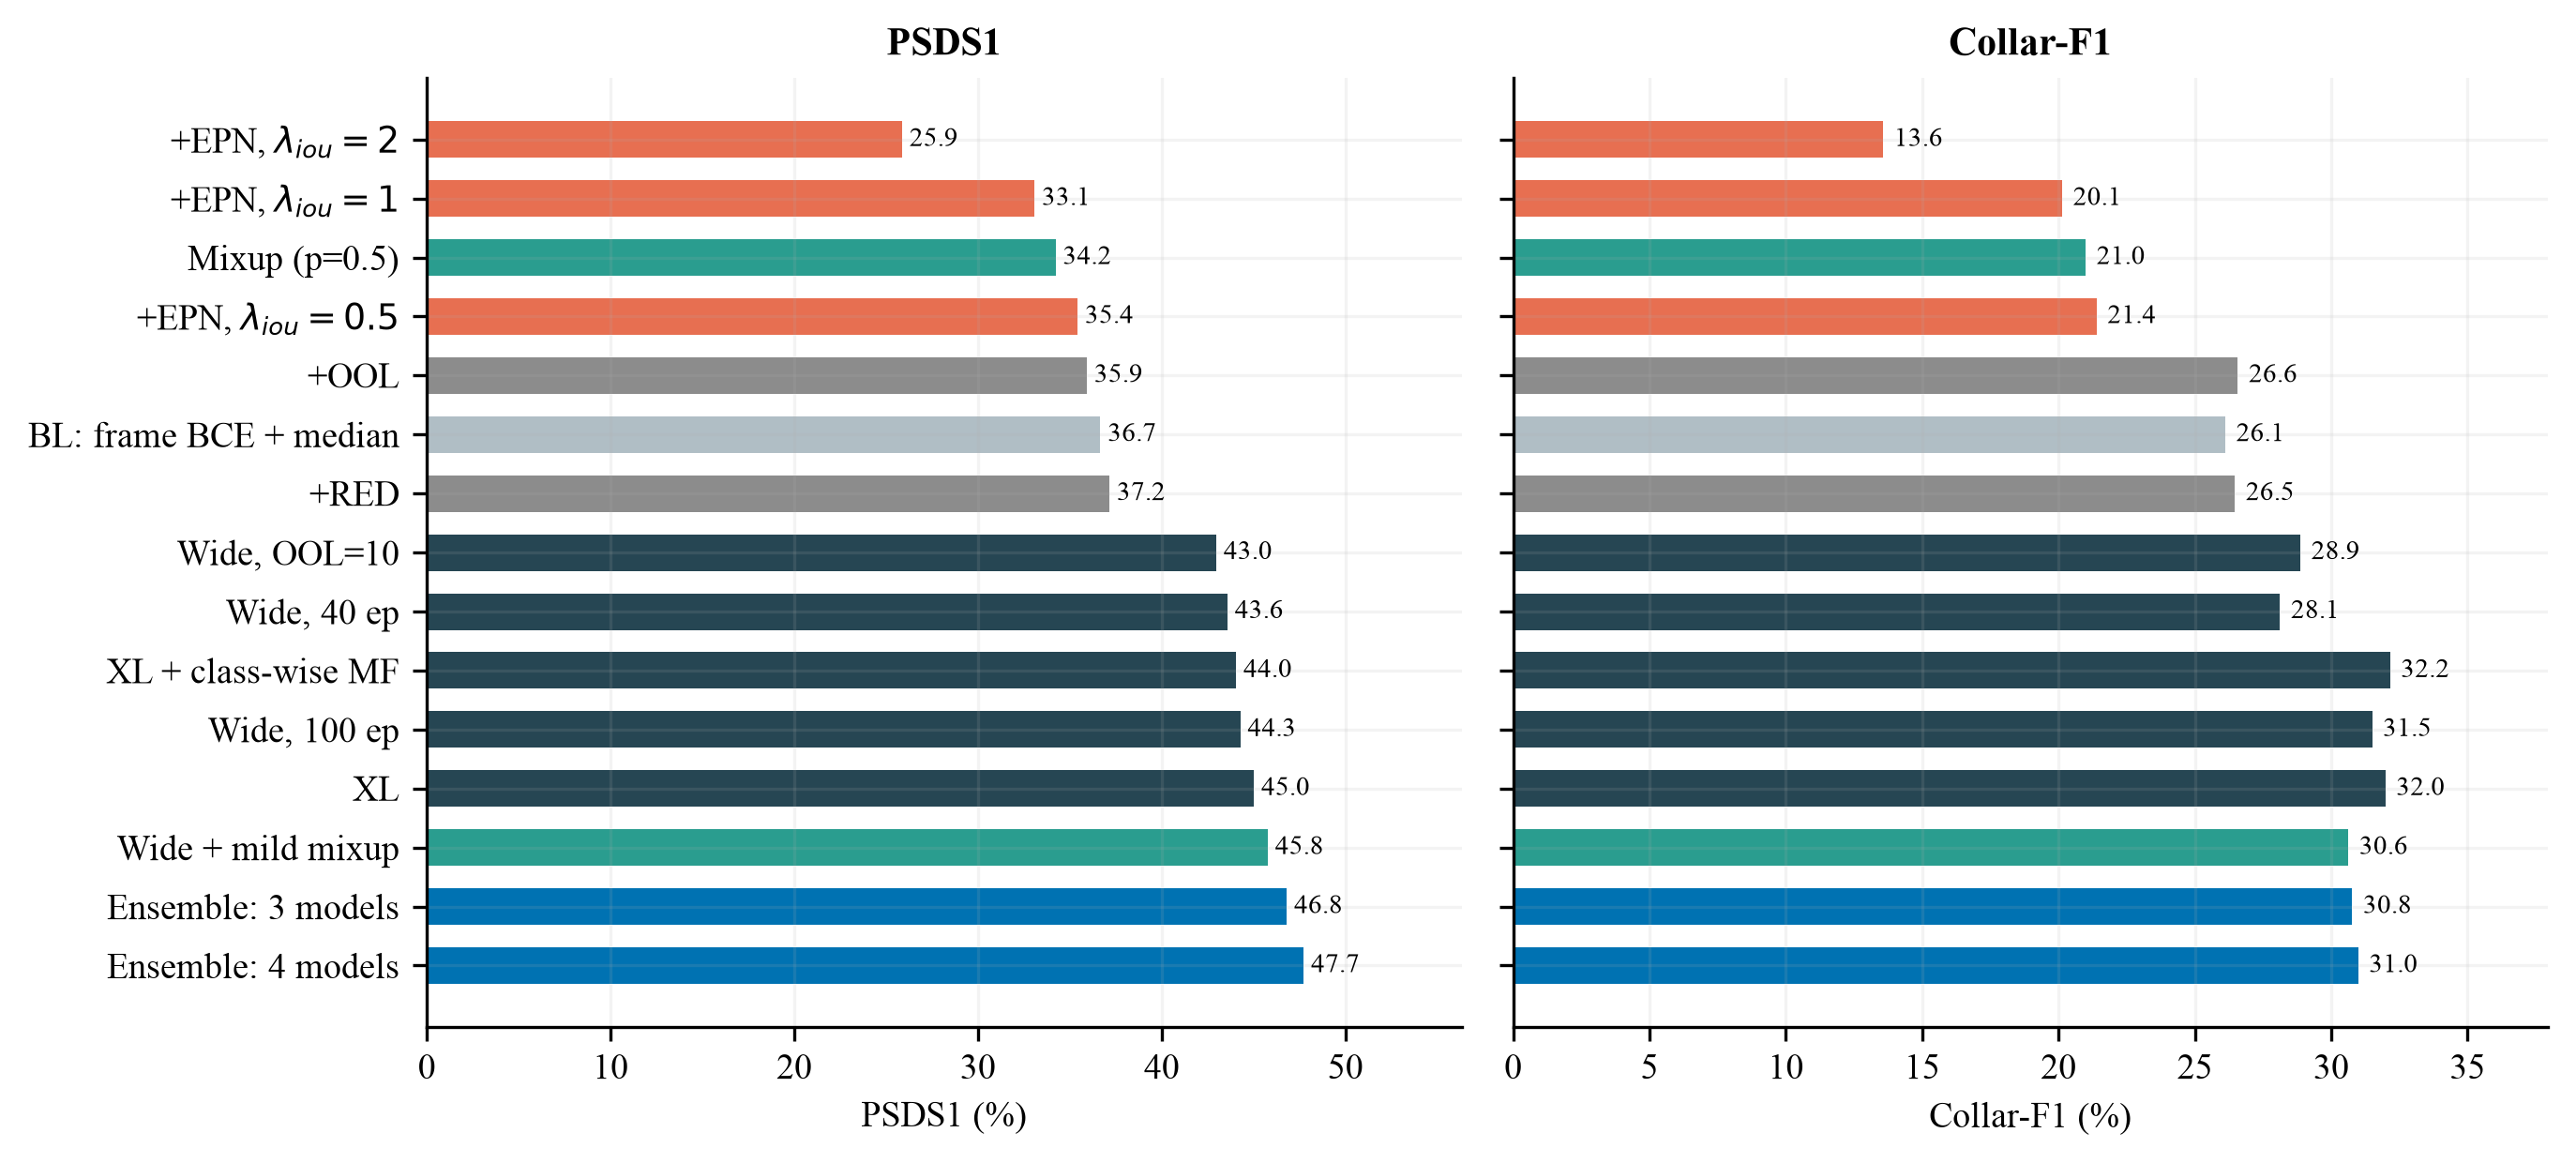 PSDS1
+EPN, λiou = 2
25.9
+EPN, λiou = 1
33.1
Mixup (p=0.5)
34.2
+EPN, λiou = 0.5
35.4
+OOL
35.9
BL: frame BCE + median
36.7
+RED
37.2
Wide, OOL=10
43.0
Wide, 40 ep
43.6
XL + class-wise MF
44.0
Wide, 100 ep
44.3
XL
45.0
Wide + mild mixup
45.8
Ensemble: 3 models
46.8
Ensemble: 4 models
47.7
0 10 20 30 40 50
PSDS1 (%)
Collar-F1
13.6
20.1
21.0
21.4
26.6
26.1
26.5
28.9
28.1
32.2
31.5
32.0
30.6
30.8
31.0
0 5 10 15 20 25 30 35
Collar-F1 (%)